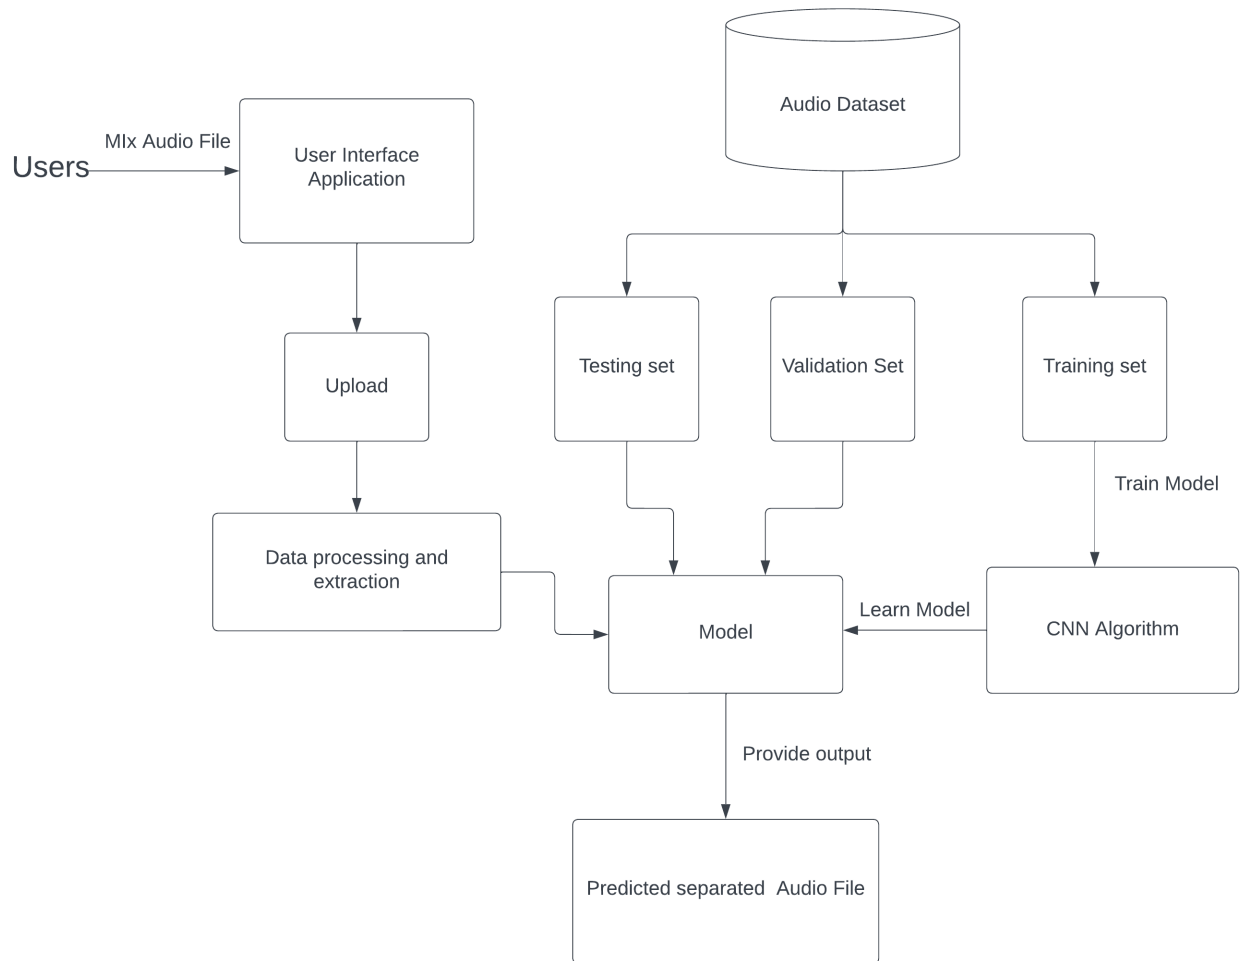 Audio Dataset
MIx Audio File
Users
User Interface
Application
Testing set
Validation Set
Training set
Upload
Train Model
Data processing and
extraction
Learn Model
Model
CNN Algorithm
Provide output
Predicted separated  Audio File